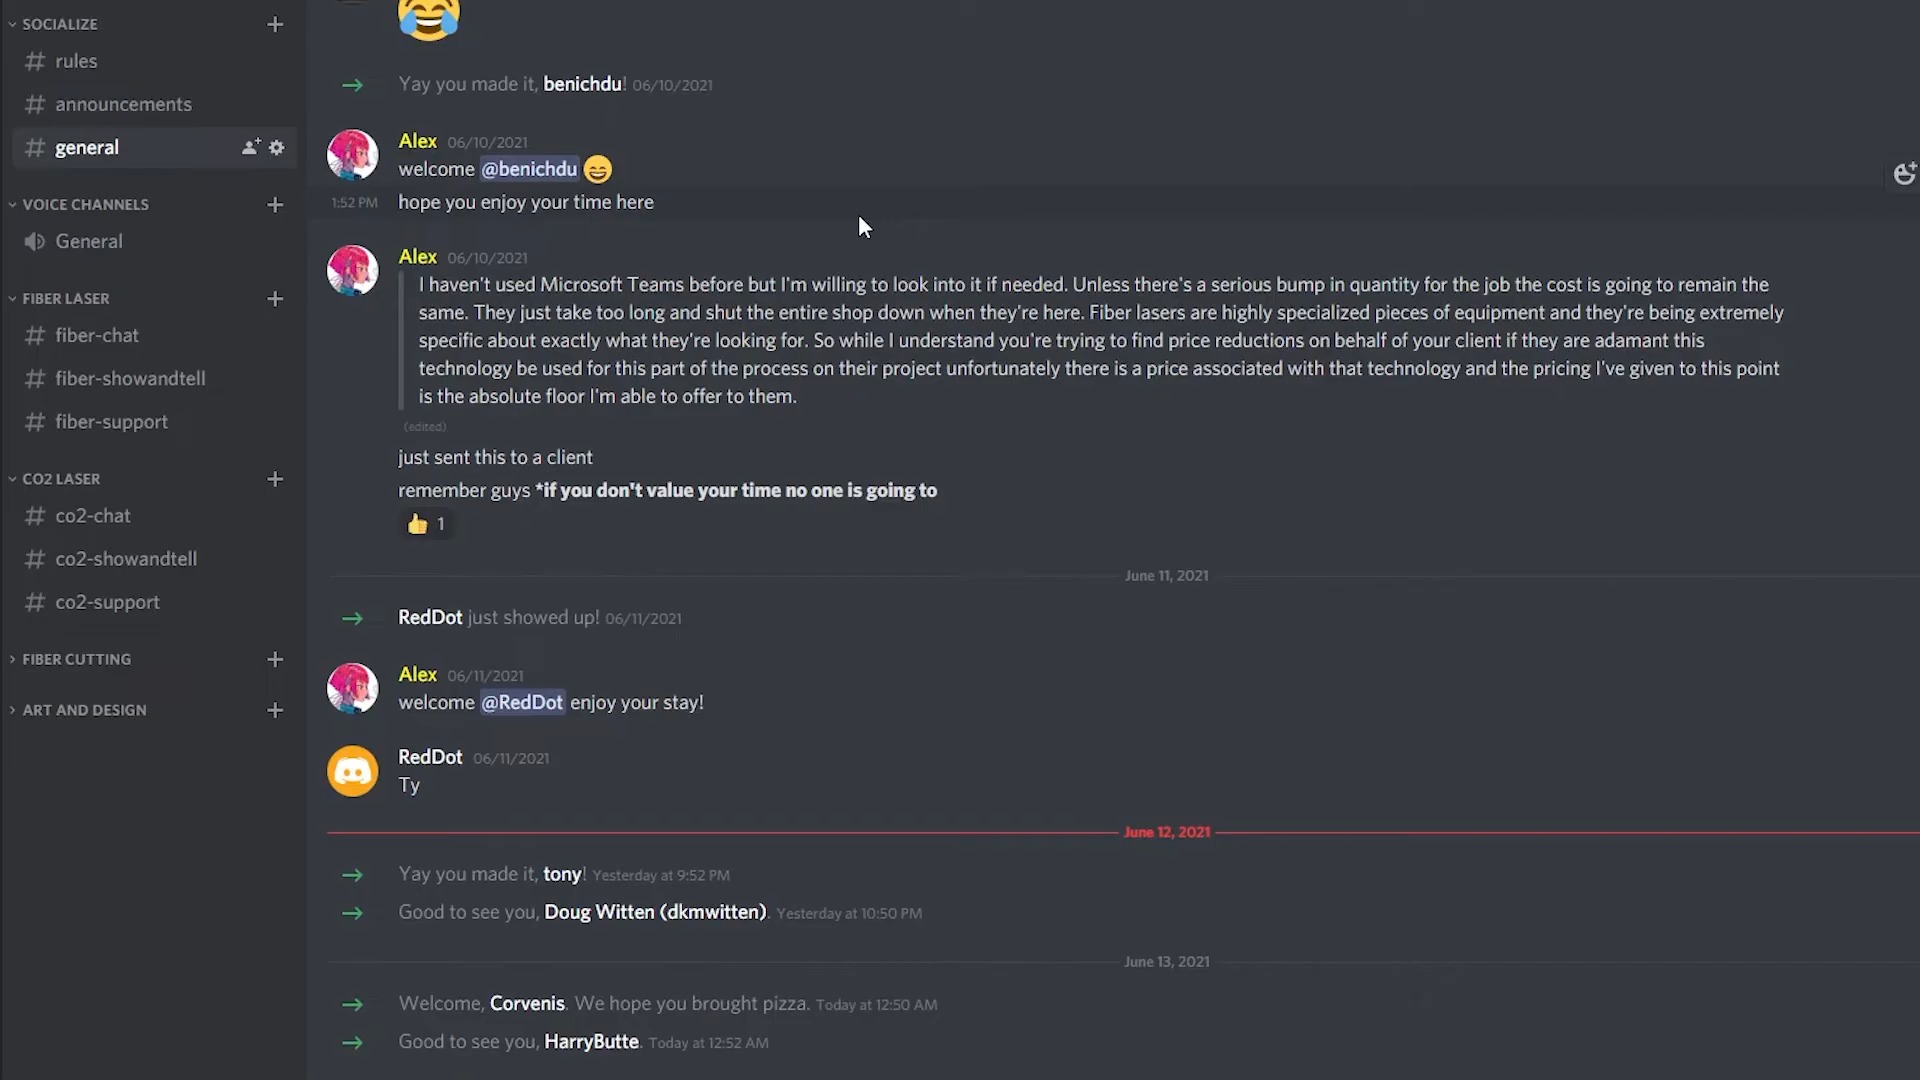 SOCIALIZE
rules
announcements
general
VOICE CHANNELS
General
FIBER LASER
fiber-chat
fiber-showandtell
fiber-support
CO2 LASER
co2-chat
co2-showandtell
co2-support
FIBER CUTTING
ART AND DESIGN
Yay you made it, benichdu! 06/10/2021
Alex 06/10/2021
welcome @benichdu
1:52 PM hope you enjoy your time here
Alex 06/10/2021
I haven't used Microsoft Teams before but I'm willing to look into it if needed. Unless there's a serious bump in quantity for the job the cost is going to remain the
same. They just take too long and shut the entire shop down when they're here. Fiber lasers are highly specialized pieces of equipment and they're being extremely
specific about exactly what they're looking for. So while I understand you're trying to find price reductions on behalf of your client if they are adamant this
technology be used for this part of the process on their project unfortunately there is a price associated with that technology and the pricing I've given to this point
is the absolute floor I'm able to offer to them.
(edited)
just sent this to a client
remember guys *if you don't value your time no one is going to
1
June 11, 2021
RedDot just showed up! 06/11/2021
Alex 06/11/2021
welcome @RedDot enjoy your stay!
RedDot 06/11/2021
Ty
June 12, 2021
Yay you made it, tony! Yesterday at 9:52 PM
Good to see you, Doug Witten (dkmwitten). Yesterday at 10:50 PM
June 13, 2021
Welcome, Corvenis. We hope you brought pizza. Today at 12:50 AM
Good to see you, HarryButte. Today at 12:52 AM